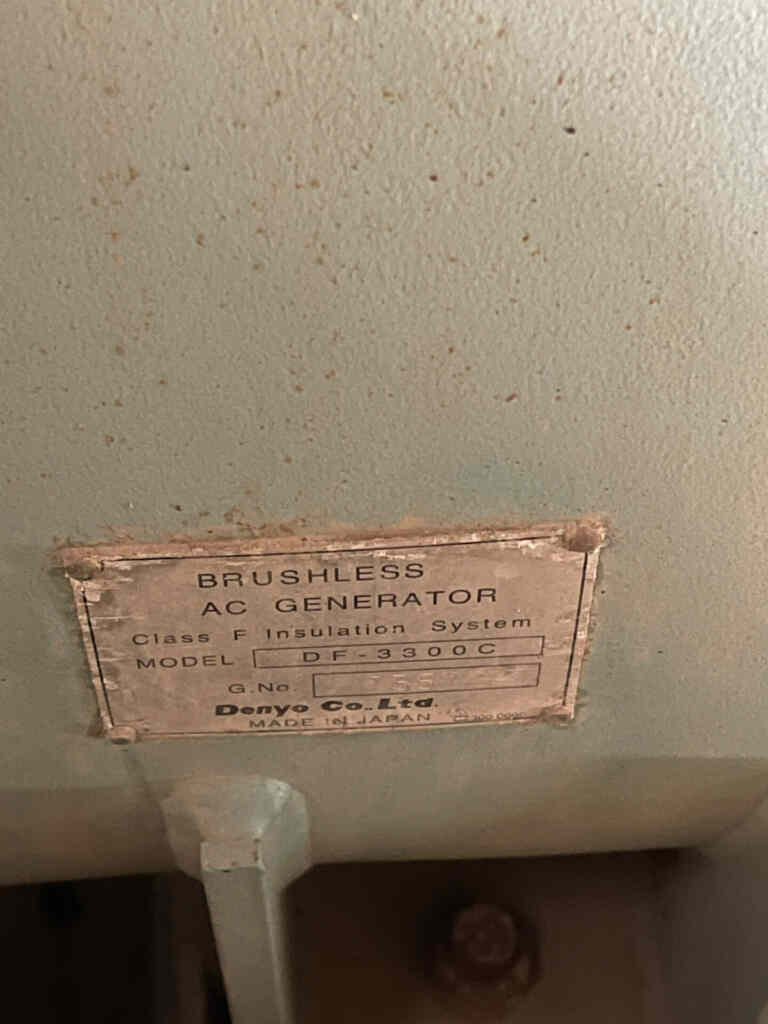 BRUSHLESS
AC GENERATOR
Class F Insulation System
MODEL DF-3300C
G.No.
Denyo Co.,Ltd.
MADE IN JAPAN